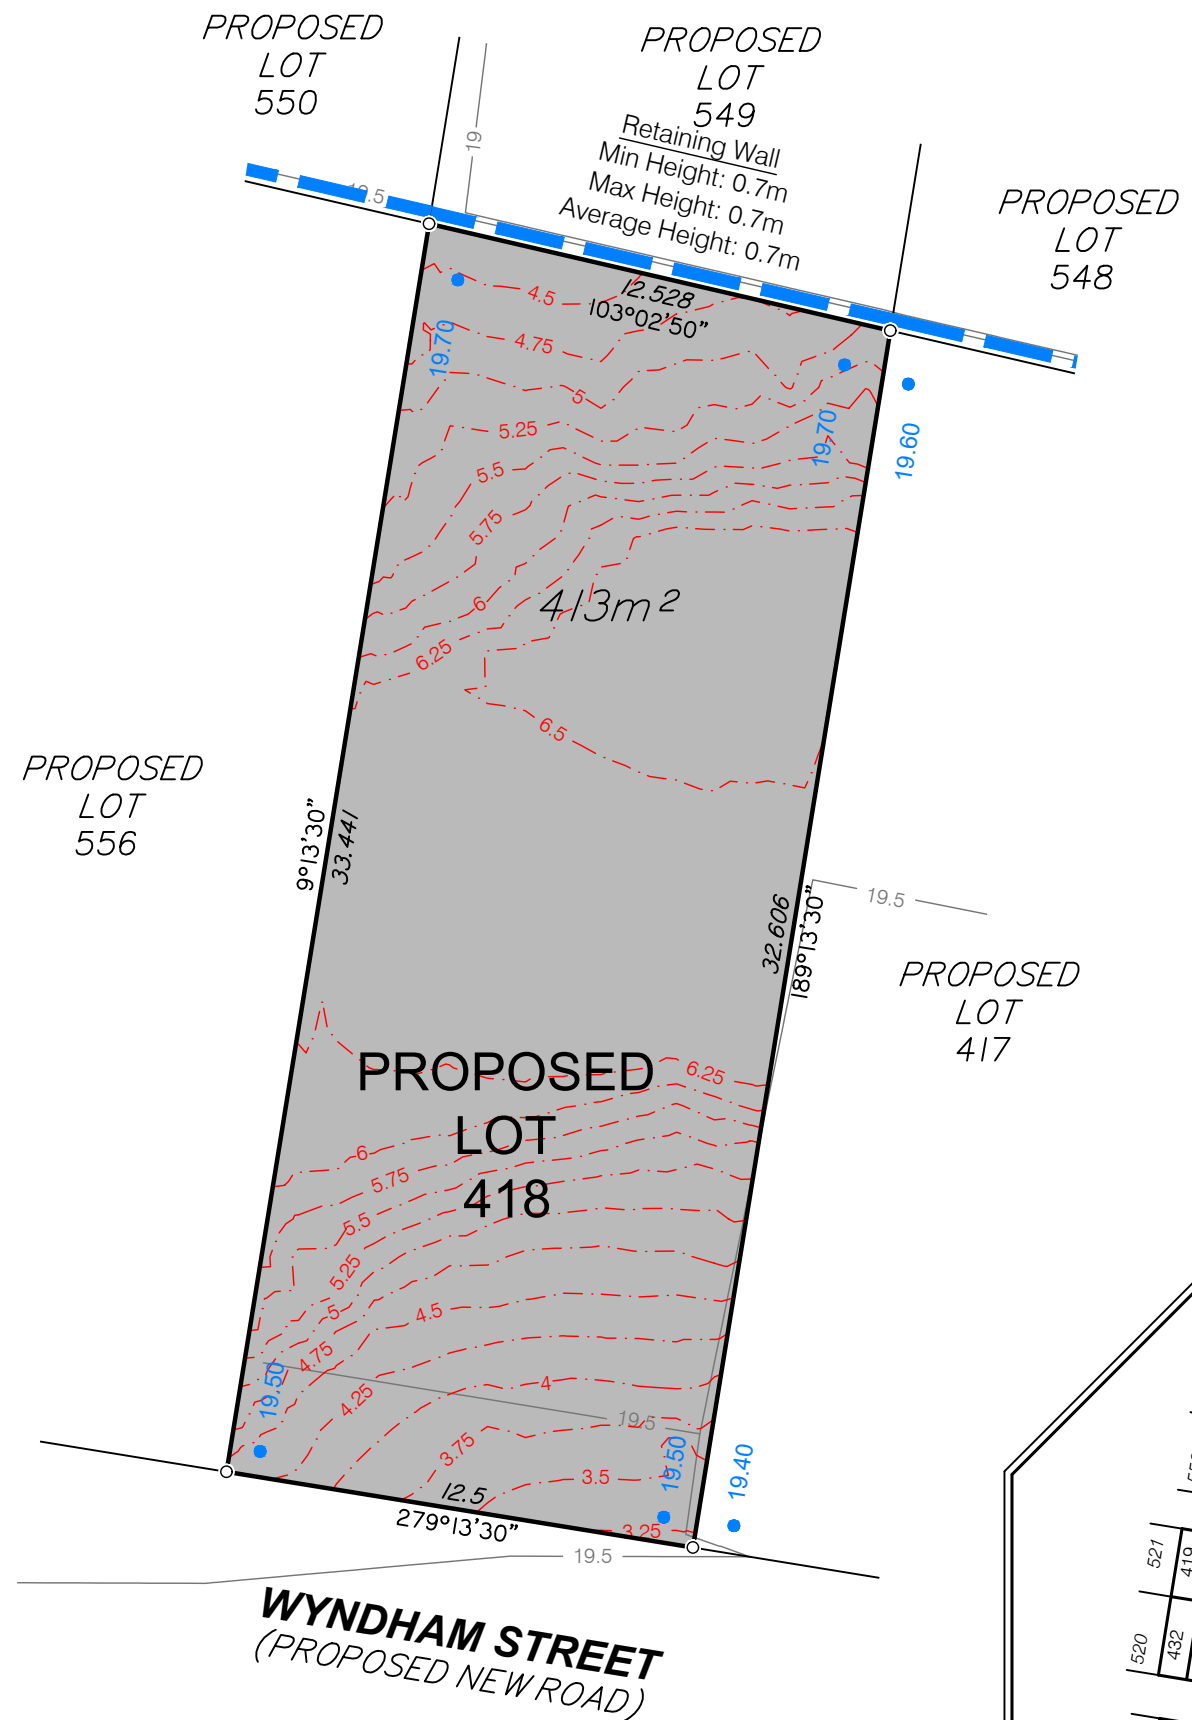 PROPOSED
LOT
550
PROPOSED
LOT
549
Retaining Wall
Min Height: 0.7m
Max Height: 0.7m
Average Height: 0.7m
PROPOSED
LOT
548
19
19.5
12.528
103°02'50"
4.5
4.75
5
5.25
5.5
5.75
6
6.25
6.5
19.70
19.70
19.60
413m²
PROPOSED
LOT
556
9°13'30"
33.441
32.606
189°13'30"
19.5
PROPOSED
LOT
417
PROPOSED
LOT
418
6.25
6
5.75
5.5
5.25
5
4.75
4.5
4.25
4
3.75
3.5
3.25
19.50
19.5
19.50
19.40
12.5
279°13'30"
19.5
WYNDHAM STREET
(PROPOSED NEW ROAD)
521
419
520
432